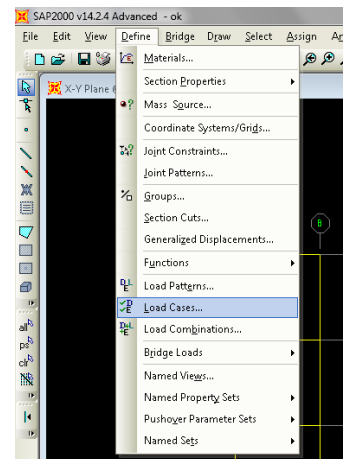 SAP2000 v14.2.4 Advanced - ok
File Edit View Define Bridge Draw Select Assign
X-Y Plane
Materials...
Section Properties
Mass Source...
Coordinate Systems/Grids...
Joint Constraints...
Joint Patterns...
Groups...
Section Cuts...
Generalized Displacements...
B
Functions
Load Patterns...
Load Cases...
all
Load Combinations...
ps
Bridge Loads
clr
Named Views...
Named Property Sets
Pushover Parameter Sets
Named Sets